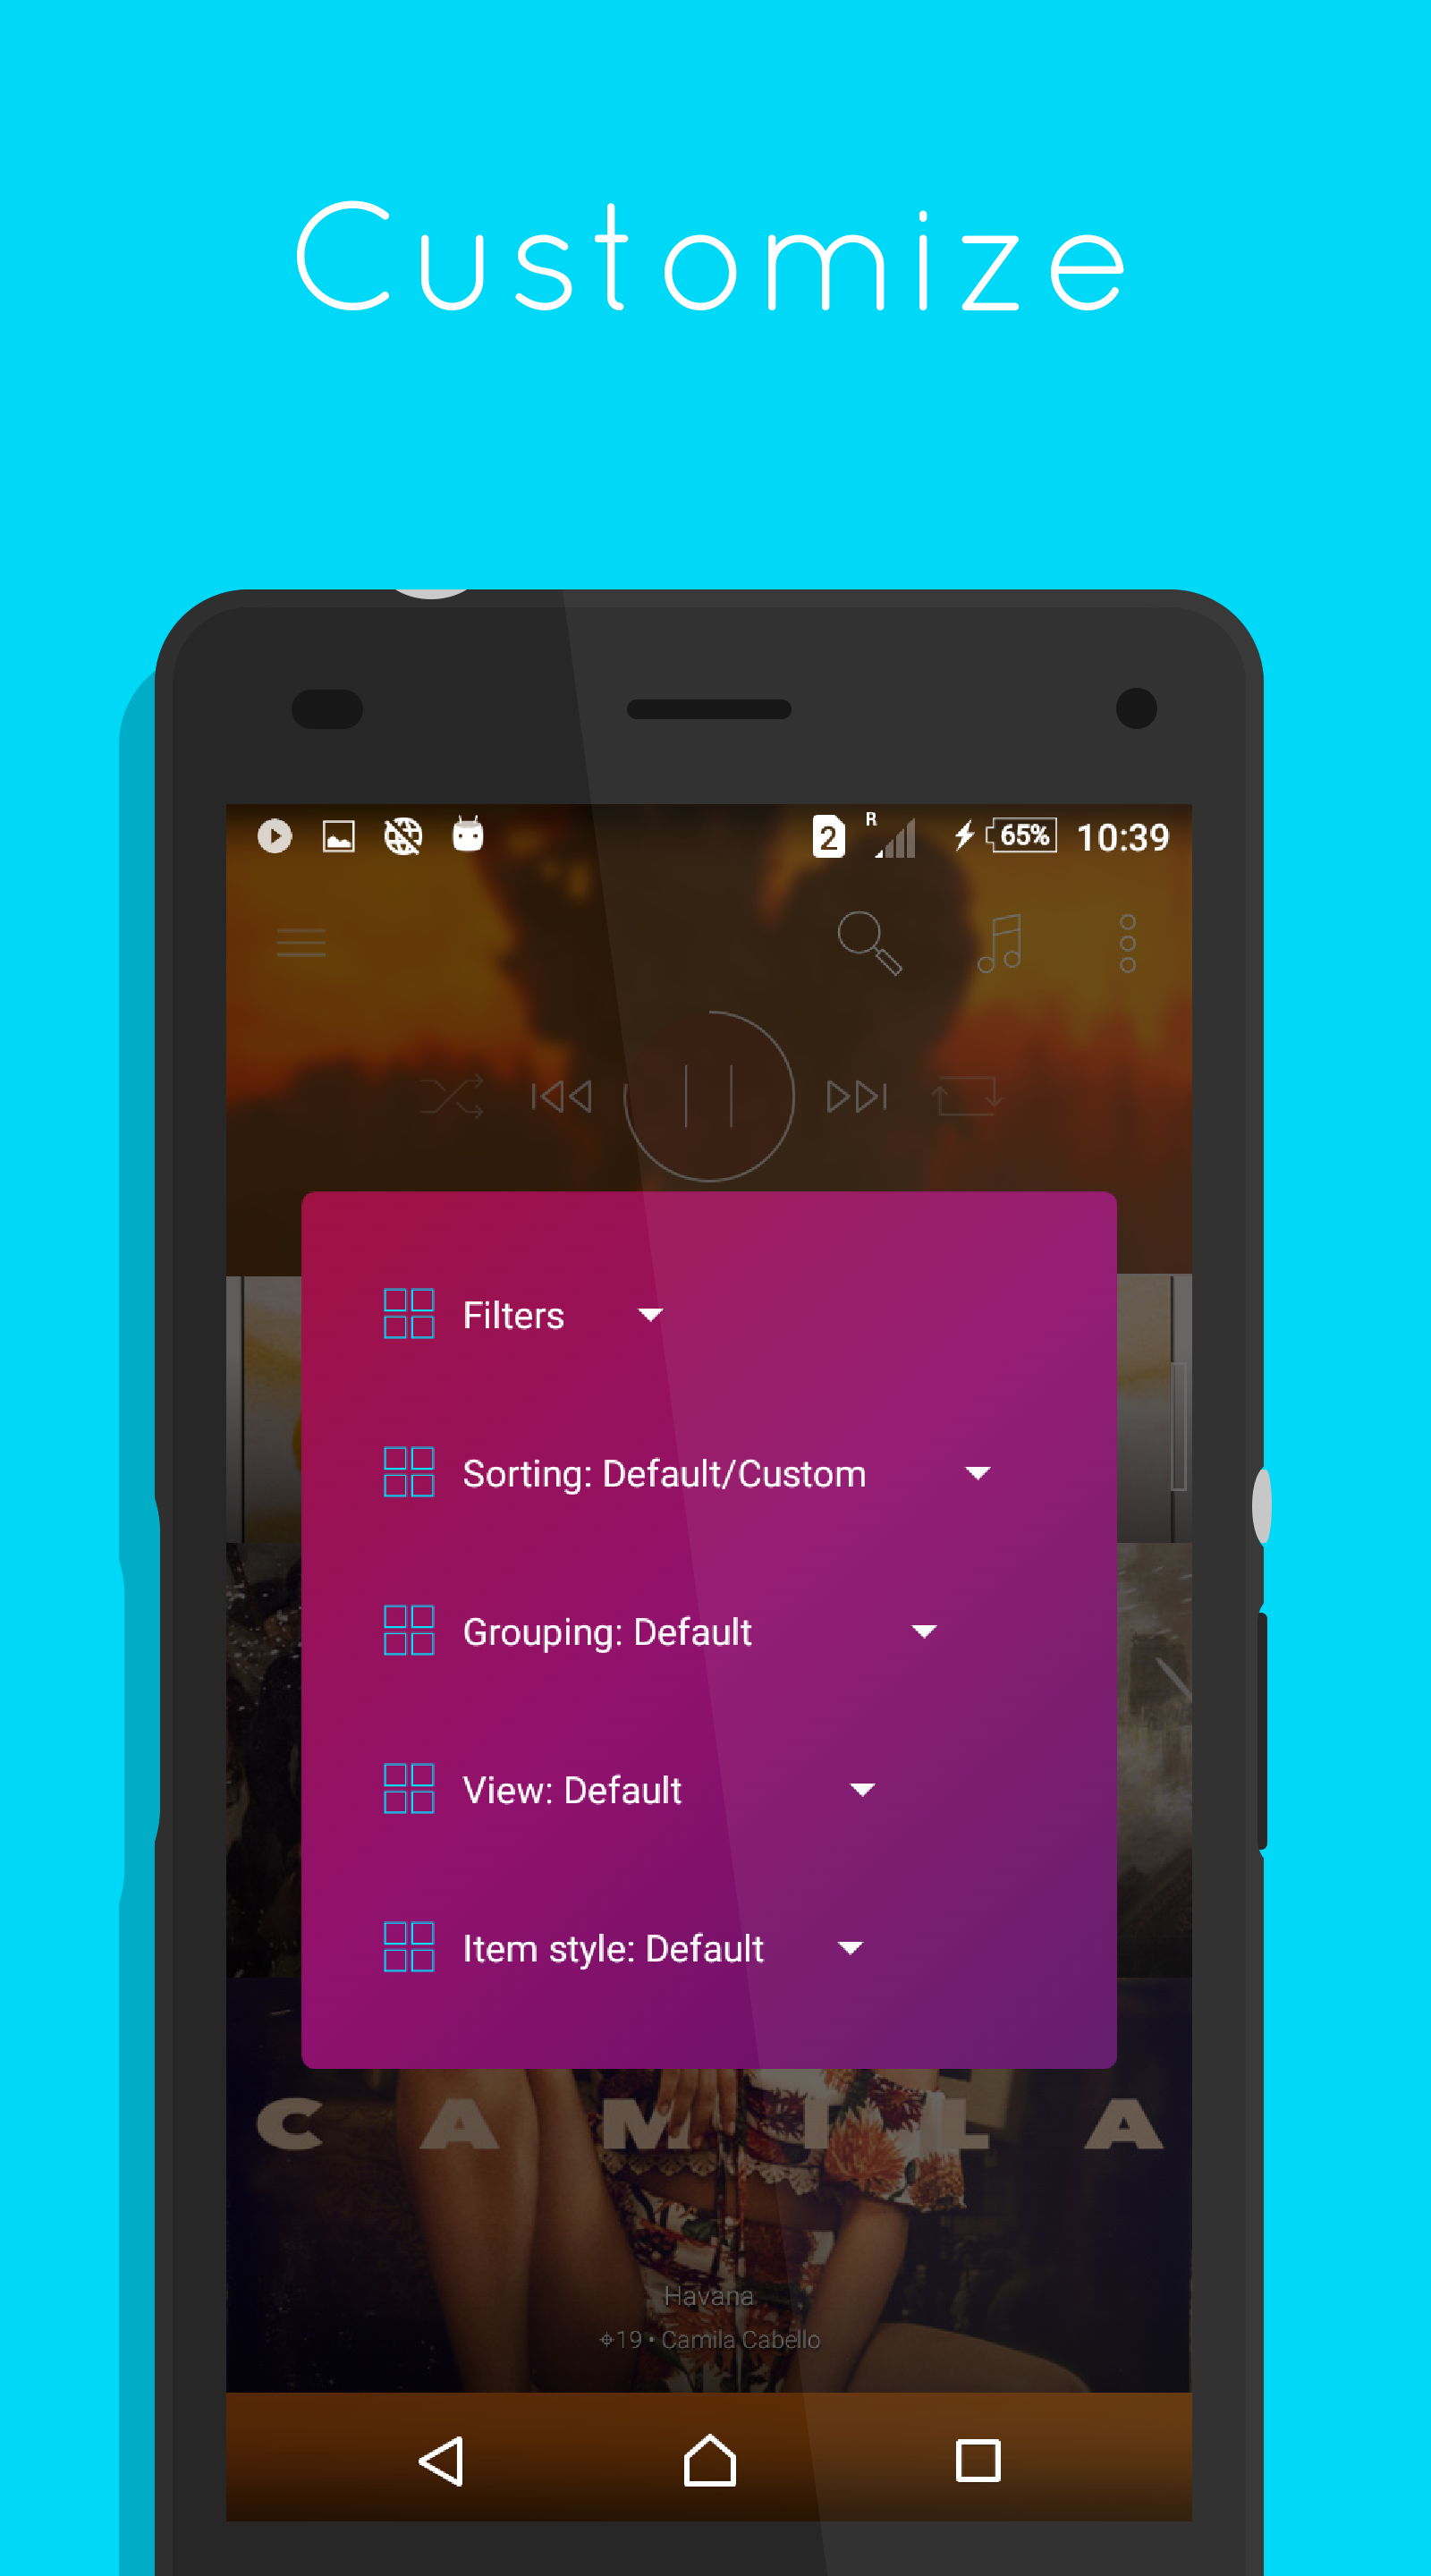 Customize
2 R 65% 10:39
Filters
Sorting: Default/Custom
Grouping: Default
View: Default
Item style: Default
CAMILA
Havana
19 • Camila Cabello